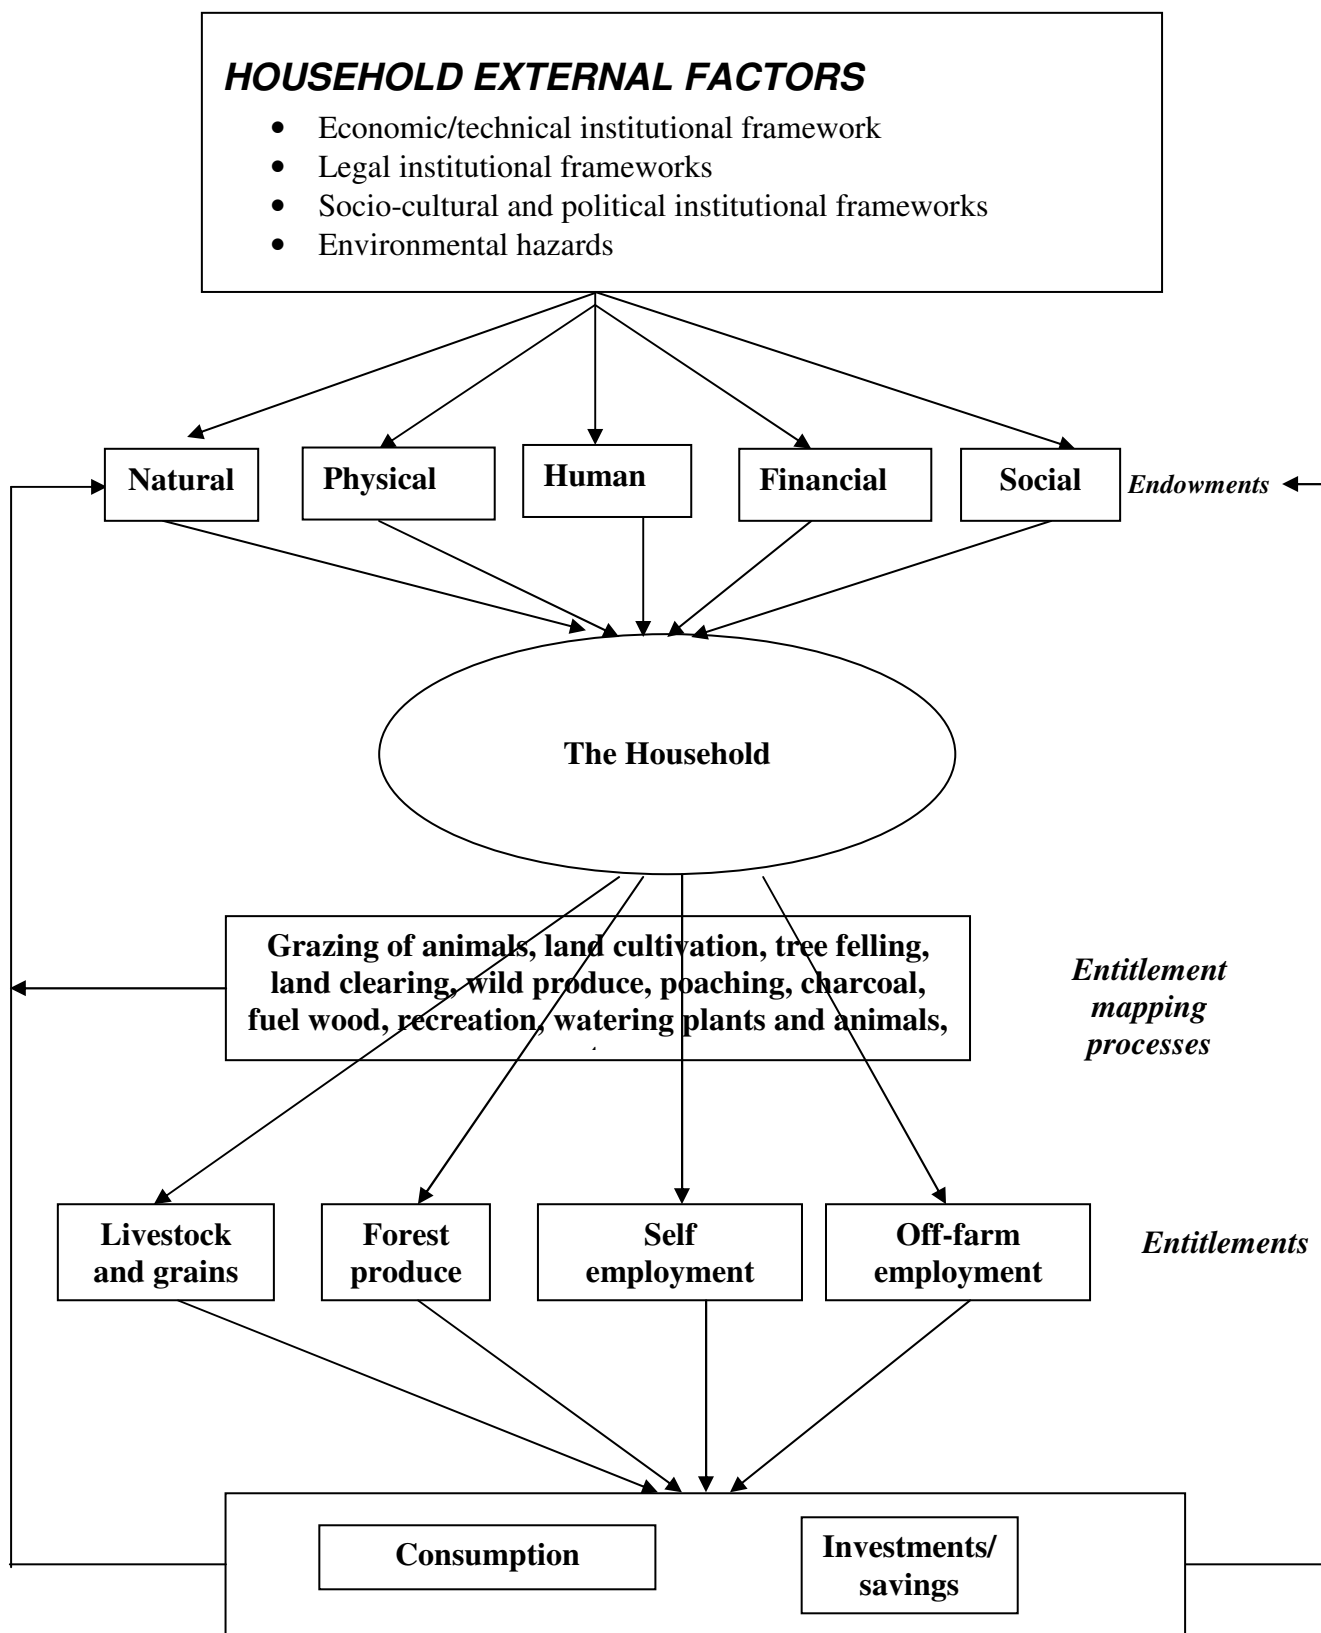 HOUSEHOLD EXTERNAL FACTORS
• Economic/technical institutional framework
• Legal institutional frameworks
• Socio-cultural and political institutional frameworks
• Environmental hazards
Natural
Physical
Human
Financial
Social
Endowments
The Household
Grazing of animals, land cultivation, tree felling,
land clearing, wild produce, poaching, charcoal,
fuel wood, recreation, watering plants and animals,
Entitlement
mapping
processes
Livestock
and grains
Forest
produce
Self
employment
Off-farm
employment
Entitlements
Consumption
Investments/
savings